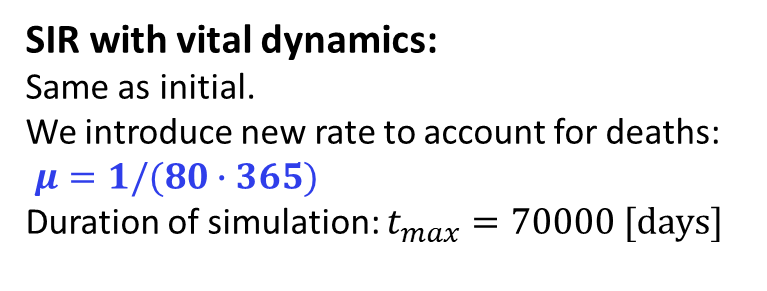 SIR with vital dynamics:
Same as initial.
We introduce new rate to account for deaths:
𝝁 = 𝟏/(𝟖𝟎 · 𝟑𝟔𝟓)
Duration of simulation: 𝑡𝑚𝑎𝑥 = 70000 [days]